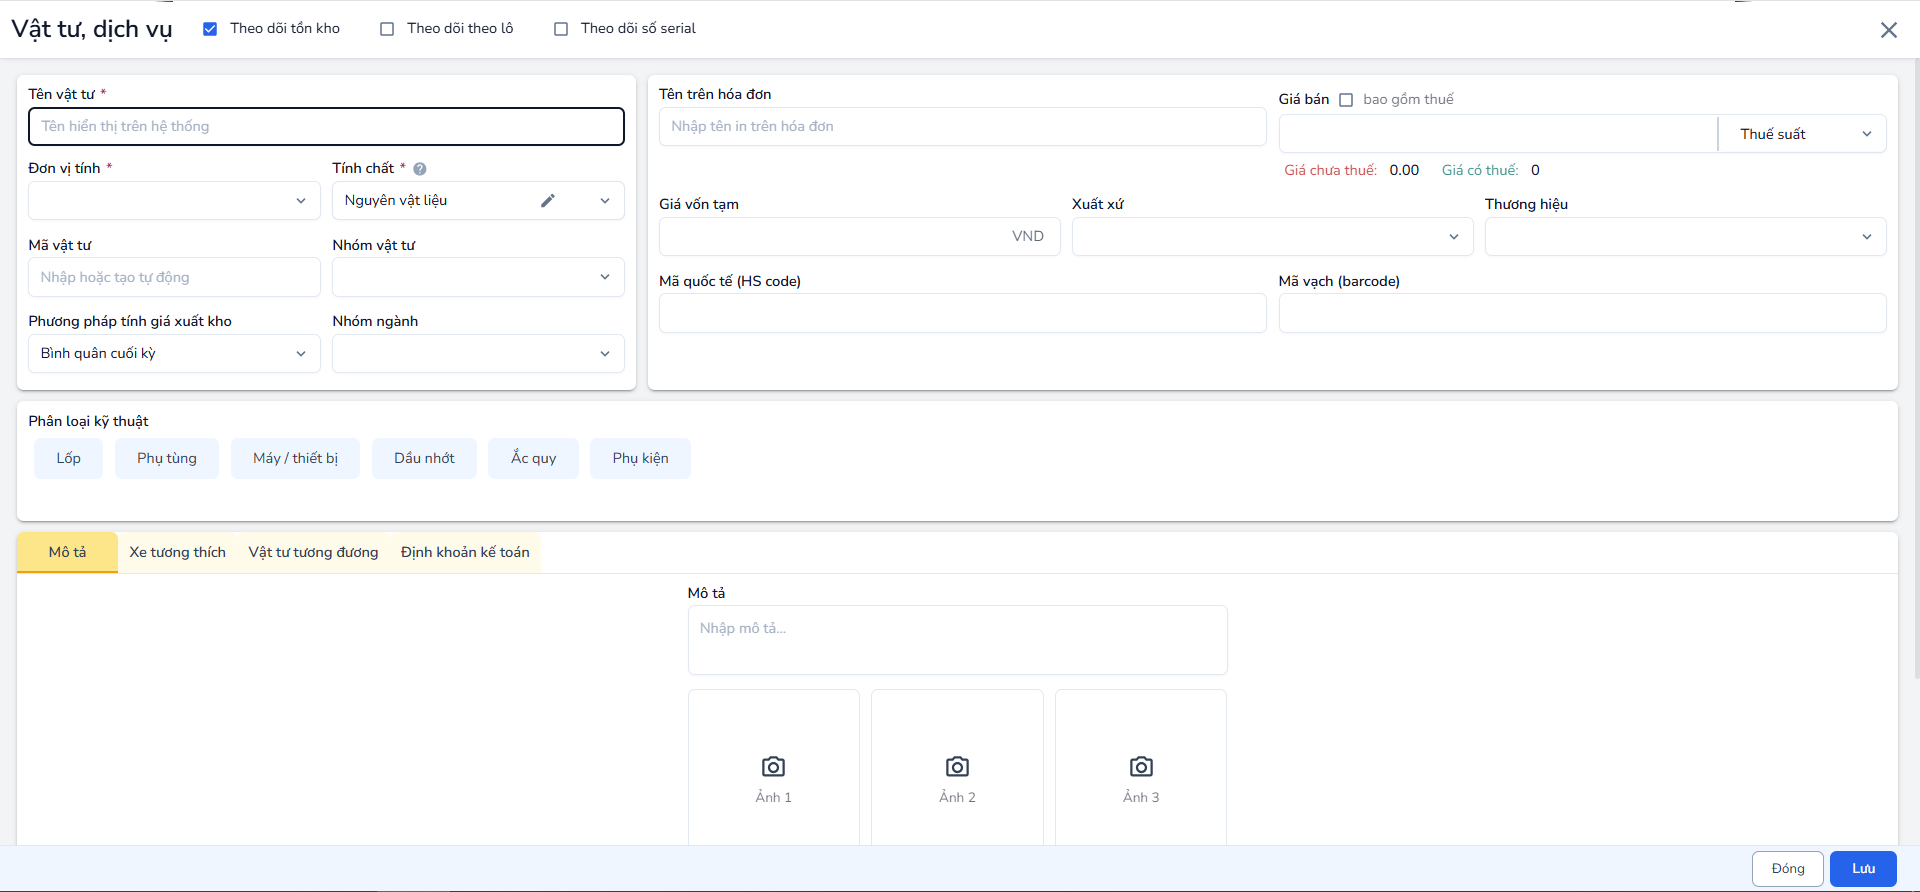 Vật tư, dịch vụ
Theo dõi tồn kho
Theo dõi theo lô
Theo dõi số serial
Tên vật tư *
Tên hiển thị trên hệ thống
Đơn vị tính *
Tính chất *
Nguyên vật liệu
Mã vật tư
Nhóm vật tư
Nhập hoặc tạo tự động
Phương pháp tính giá xuất kho
Nhóm ngành
Bình quân cuối kỳ
Tên trên hóa đơn
Nhập tên in trên hóa đơn
Giá bán
bao gồm thuế
Thuế suất
Giá chưa thuế: 0.00
Giá có thuế: 0
Giá vốn tạm
Xuất xứ
Thương hiệu
VND
Mã quốc tế (HS code)
Mã vạch (barcode)
Phân loại kỹ thuật
Lốp
Phụ tùng
Máy / thiết bị
Dầu nhớt
Ắc quy
Phụ kiện
Mô tả
Xe tương thích
Vật tư tương đương
Định khoản kế toán
Mô tả
Nhập mô tả...
Ảnh 1
Ảnh 2
Ảnh 3
Đóng
Lưu